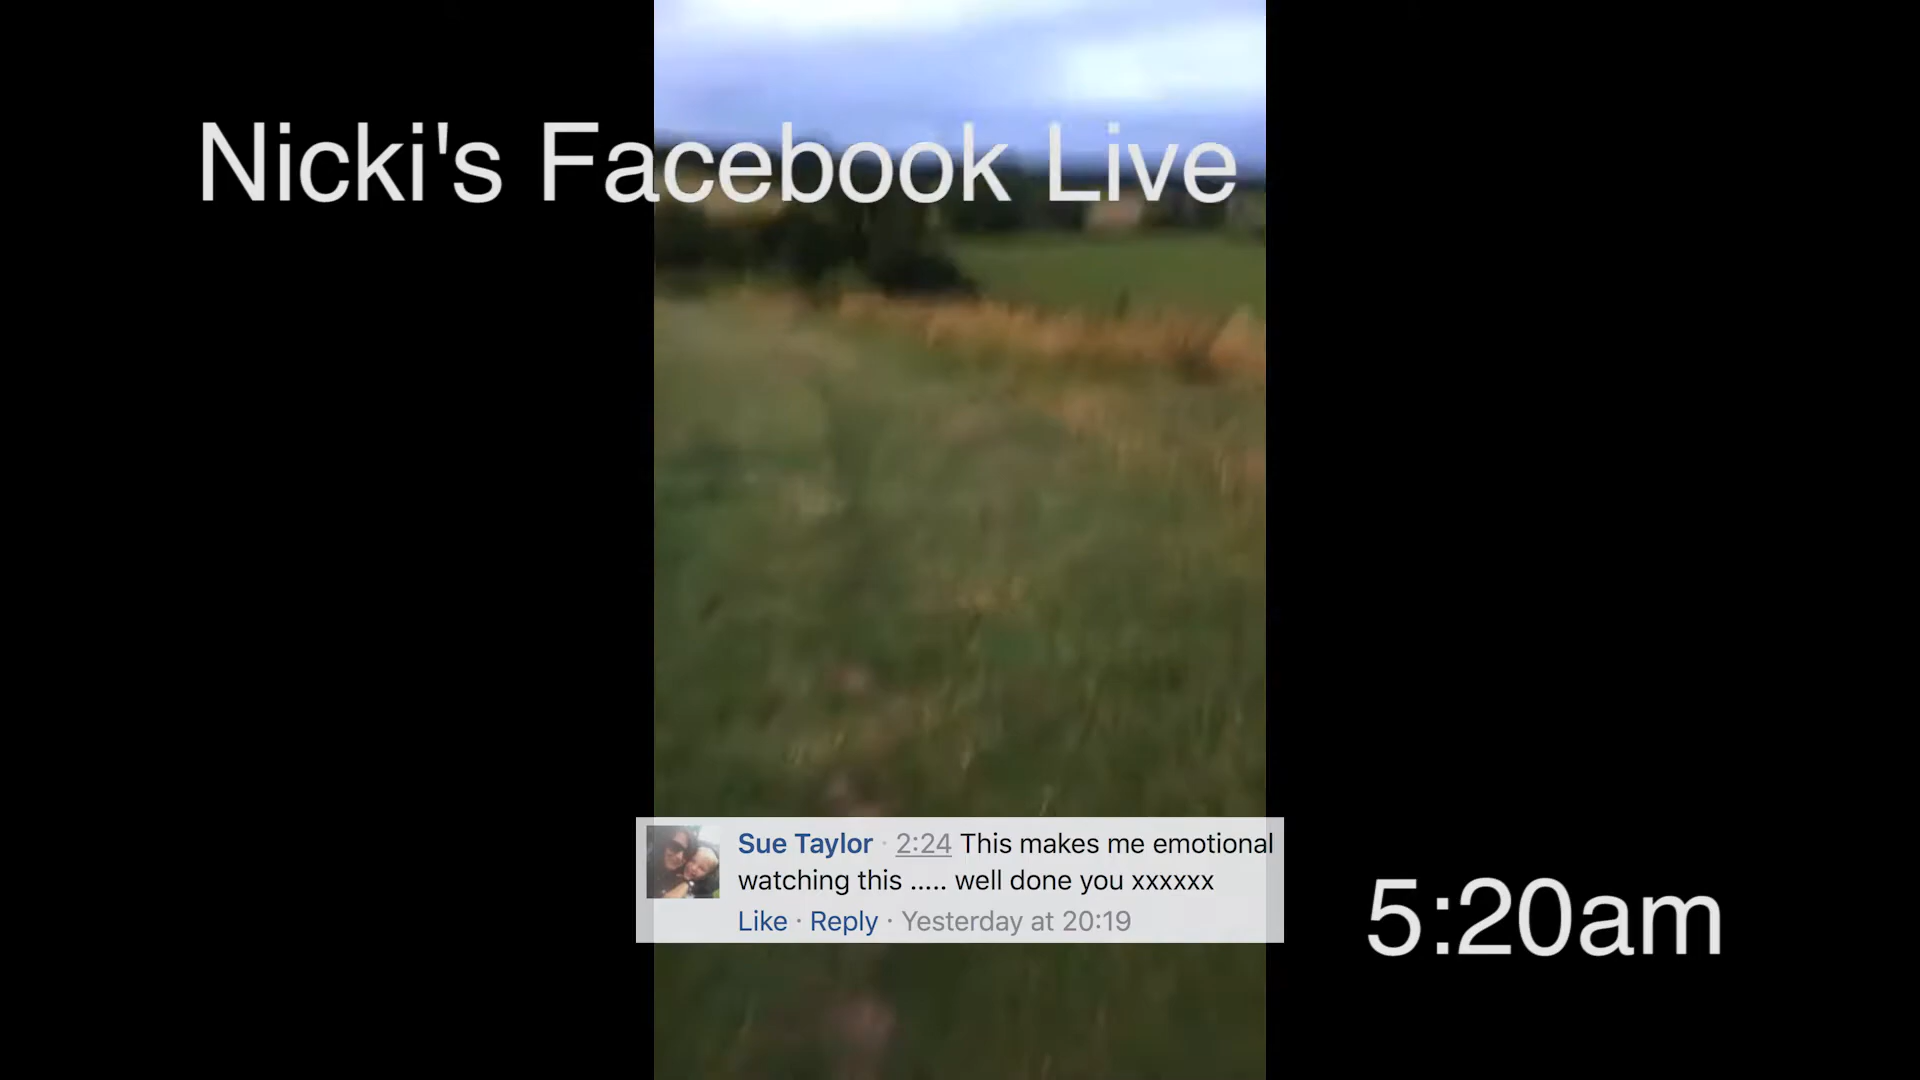 Nicki's Facebook Live
Sue Taylor · 2:24 This makes me emotional
watching this ..... well done you xxxxxx
Like · Reply · Yesterday at 20:19
5:20am